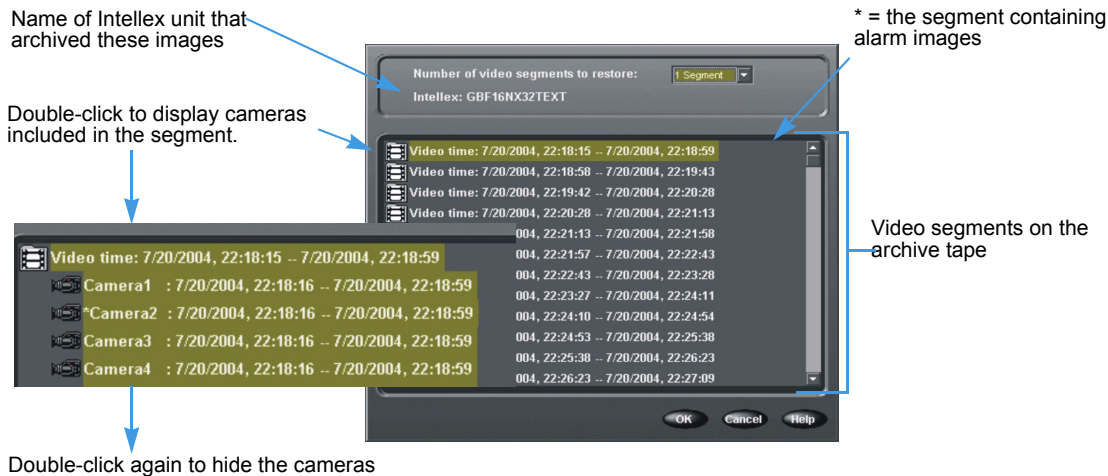 Name of Intellex unit that
archived these images
* = the segment containing
alarm images
Number of video segments to restore:
1 Segment
Intellex: GBF16NX32TEXT
Double-click to display cameras
included in the segment.
Video time: 7/20/2004, 22:18:15 -- 7/20/2004, 22:18:59
Video time: 7/20/2004, 22:18:58 -- 7/20/2004, 22:19:43
Video time: 7/20/2004, 22:19:42 -- 7/20/2004, 22:20:28
Video time: 7/20/2004, 22:20:28 -- 7/20/2004, 22:21:13
004, 22:21:13 -- 7/20/2004, 22:21:58
004, 22:21:57 -- 7/20/2004, 22:22:43
004, 22:22:43 -- 7/20/2004, 22:23:28
004, 22:23:27 -- 7/20/2004, 22:24:11
004, 22:24:10 -- 7/20/2004, 22:24:54
004, 22:24:53 -- 7/20/2004, 22:25:38
004, 22:25:38 -- 7/20/2004, 22:26:23
004, 22:26:23 -- 7/20/2004, 22:27:09
Video segments on the
archive tape
Video time: 7/20/2004, 22:18:15 -- 7/20/2004, 22:18:59
Camera1 : 7/20/2004, 22:18:16 -- 7/20/2004, 22:18:59
*Camera2 : 7/20/2004, 22:18:16 -- 7/20/2004, 22:18:59
Camera3 : 7/20/2004, 22:18:16 -- 7/20/2004, 22:18:59
Camera4 : 7/20/2004, 22:18:16 -- 7/20/2004, 22:18:59
OK
Cancel
Help
Double-click again to hide the cameras